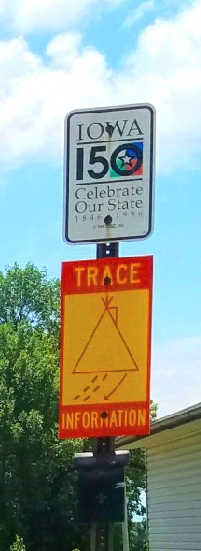 IOWA
150
Celebrate
Our State
1846 1996
TRACE
INFORMATION